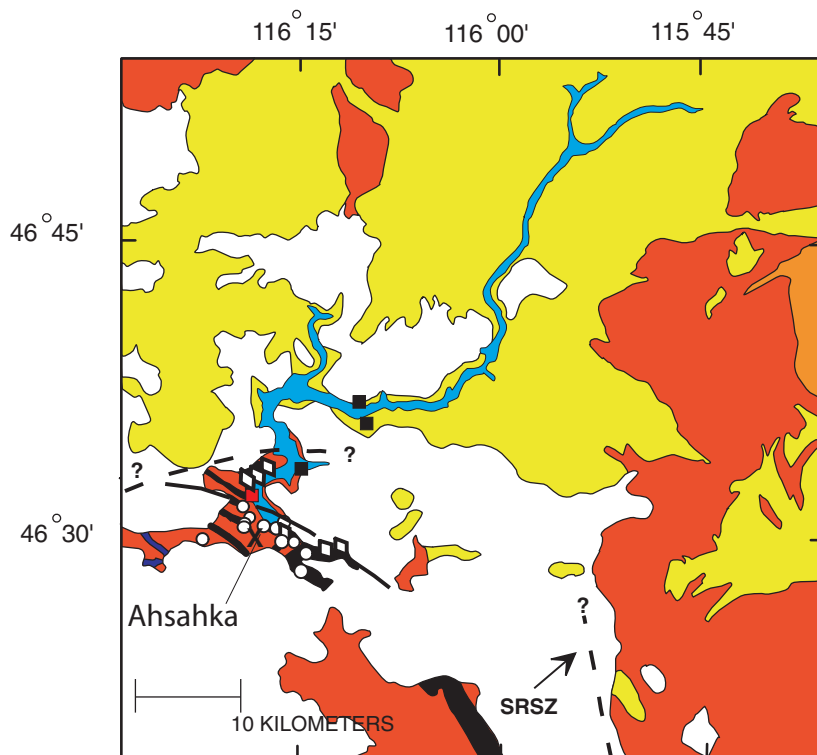 116°15'
116°00'
115°45'
46°45'
?
?
46°30'
X
Ahsahka
?
SRSZ
10 KILOMETERS